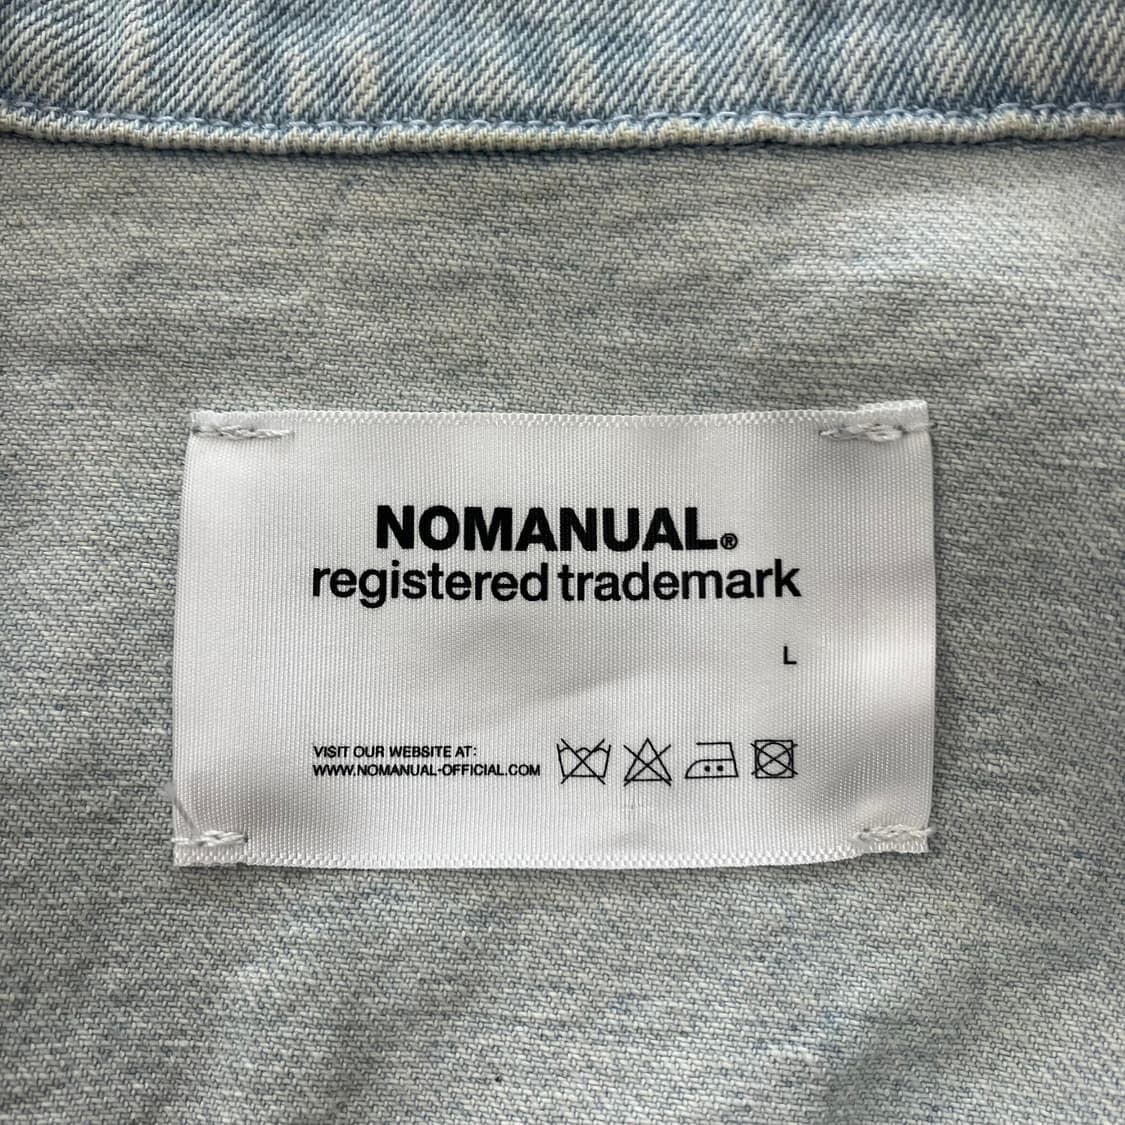 NOMANUAL.®
registered trademark
L
VISIT OUR WEBSITE AT:
WWW.NOMANUAL-OFFICIAL.COM